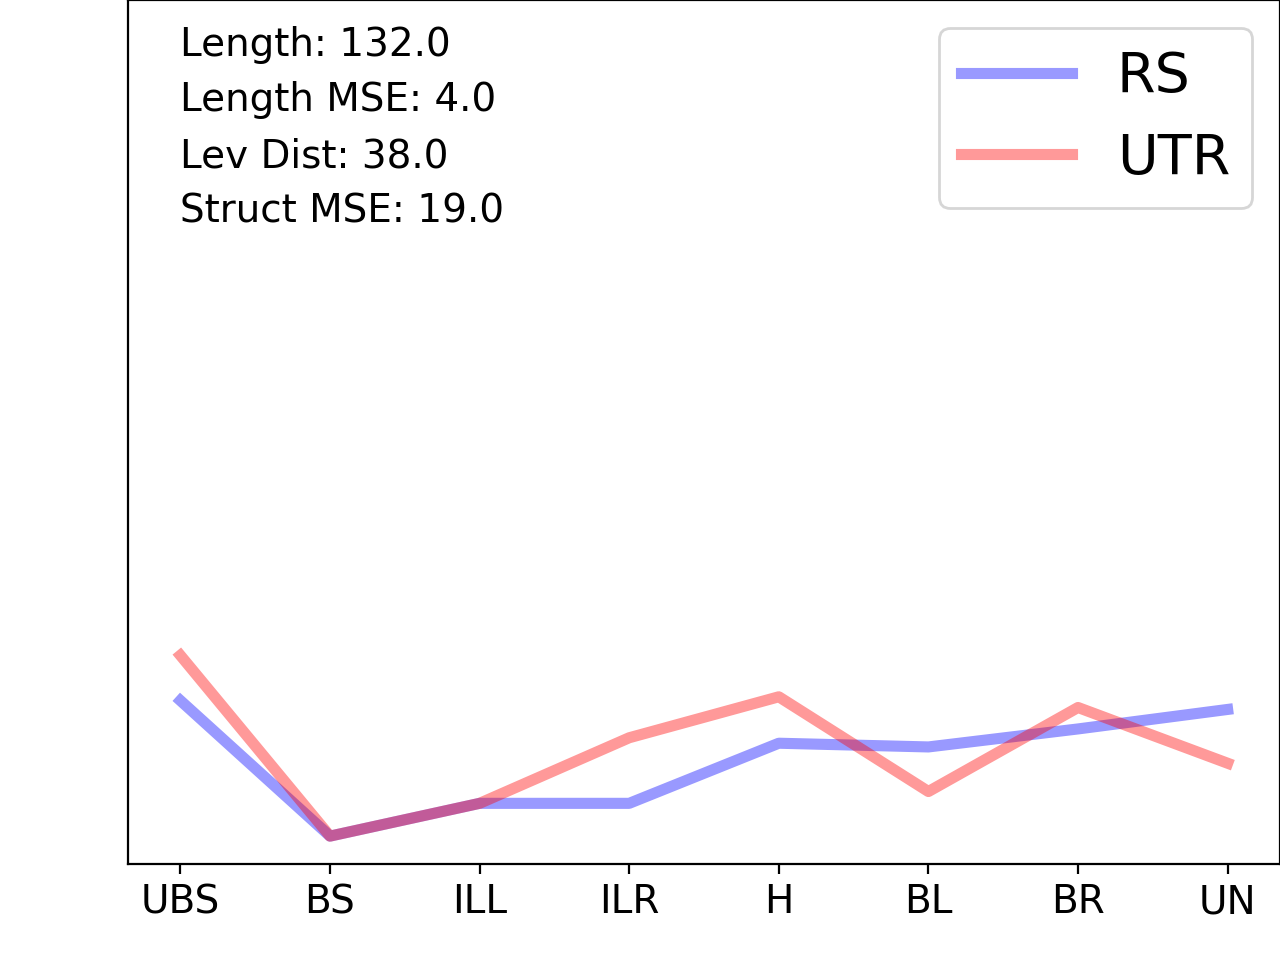 Length: 132.0
Length MSE: 4.0
Lev Dist: 38.0
Struct MSE: 19.0
RS
UTR
UBS BS ILL ILR H BL BR UN